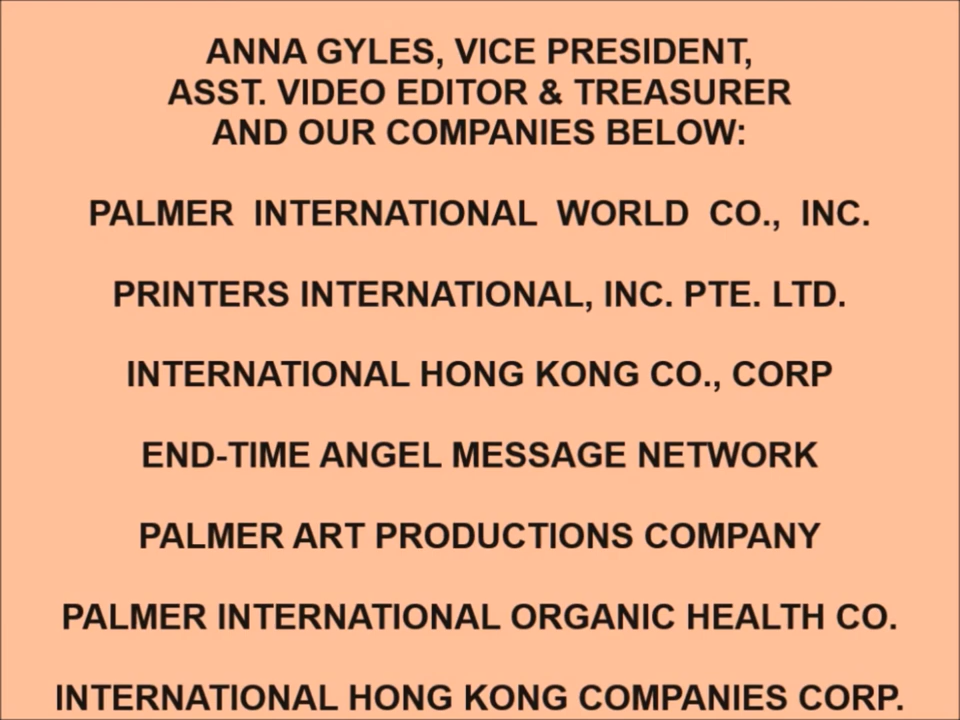 ANNA GYLES, VICE PRESIDENT,
ASST. VIDEO EDITOR & TREASURER
AND OUR COMPANIES BELOW:
PALMER INTERNATIONAL WORLD CO., INC.
PRINTERS INTERNATIONAL, INC. PTE. LTD.
INTERNATIONAL HONG KONG CO., CORP
END-TIME ANGEL MESSAGE NETWORK
PALMER ART PRODUCTIONS COMPANY
PALMER INTERNATIONAL ORGANIC HEALTH CO.
INTERNATIONAL HONG KONG COMPANIES CORP.